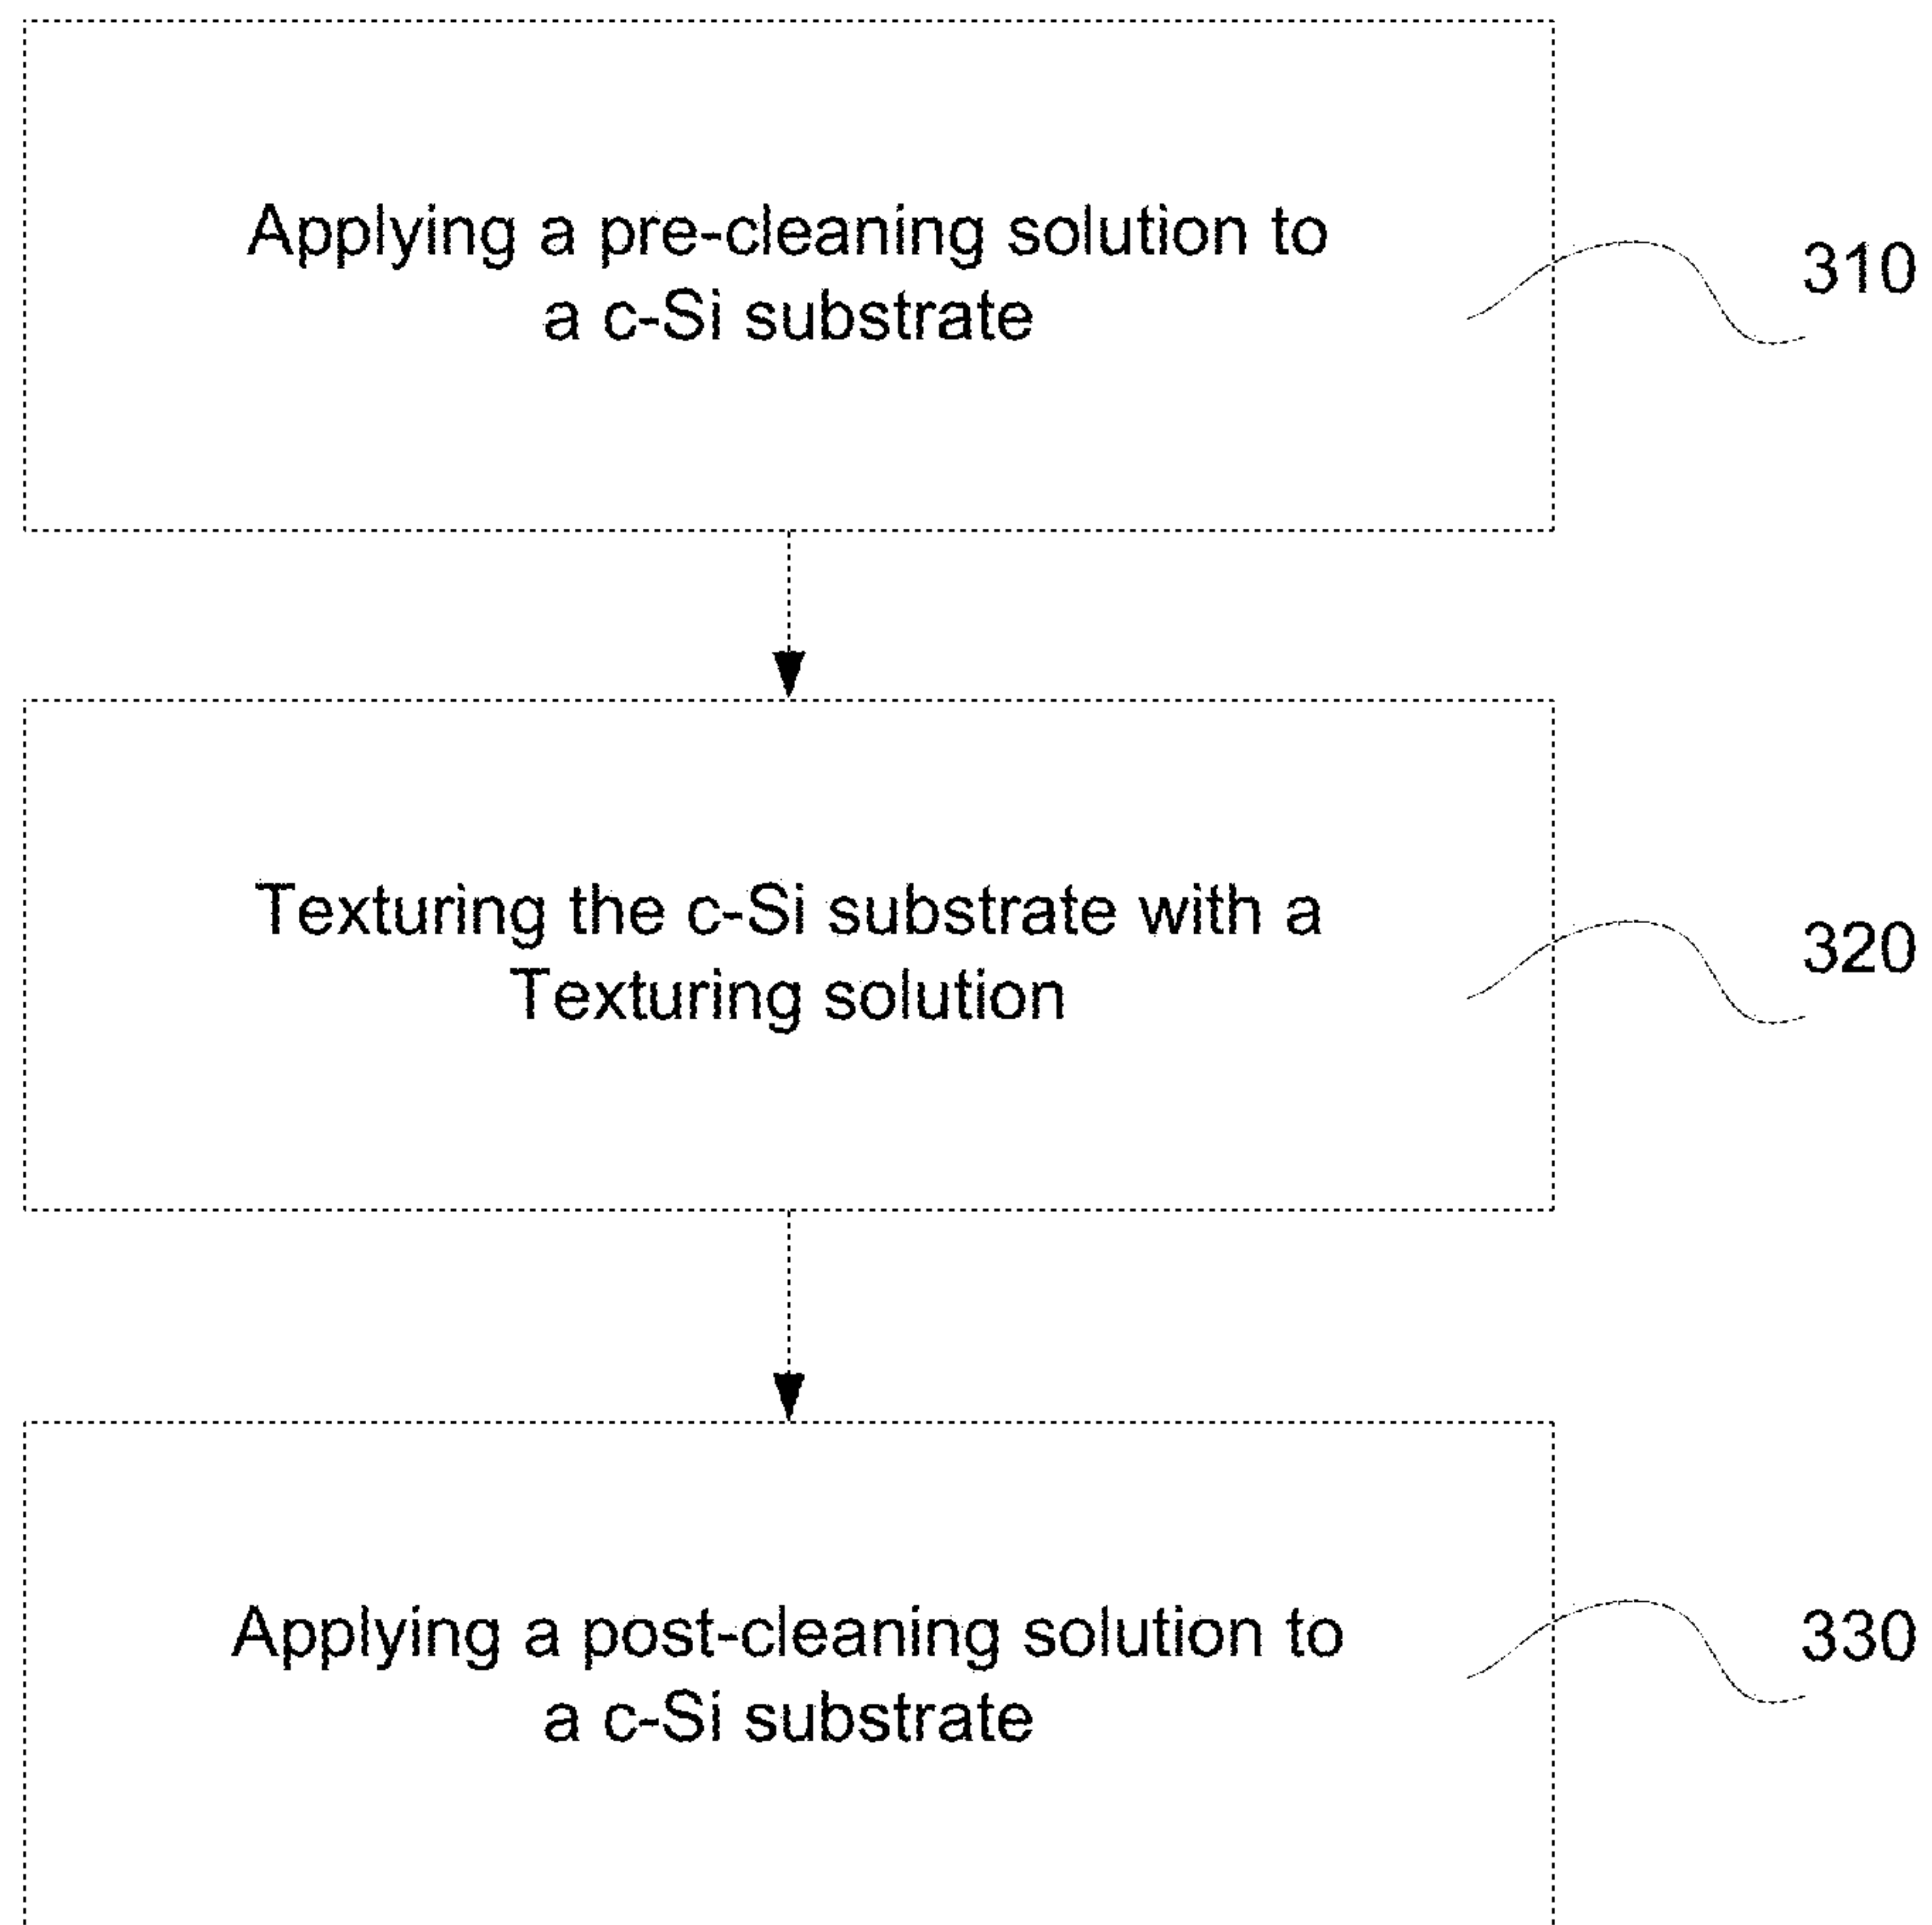 Applying a pre-cleaning solution to
a c-Si substrate
310
Texturing the c-Si substrate with a
Texturing solution
320
Applying a post-cleaning solution to
a c-Si substrate
330